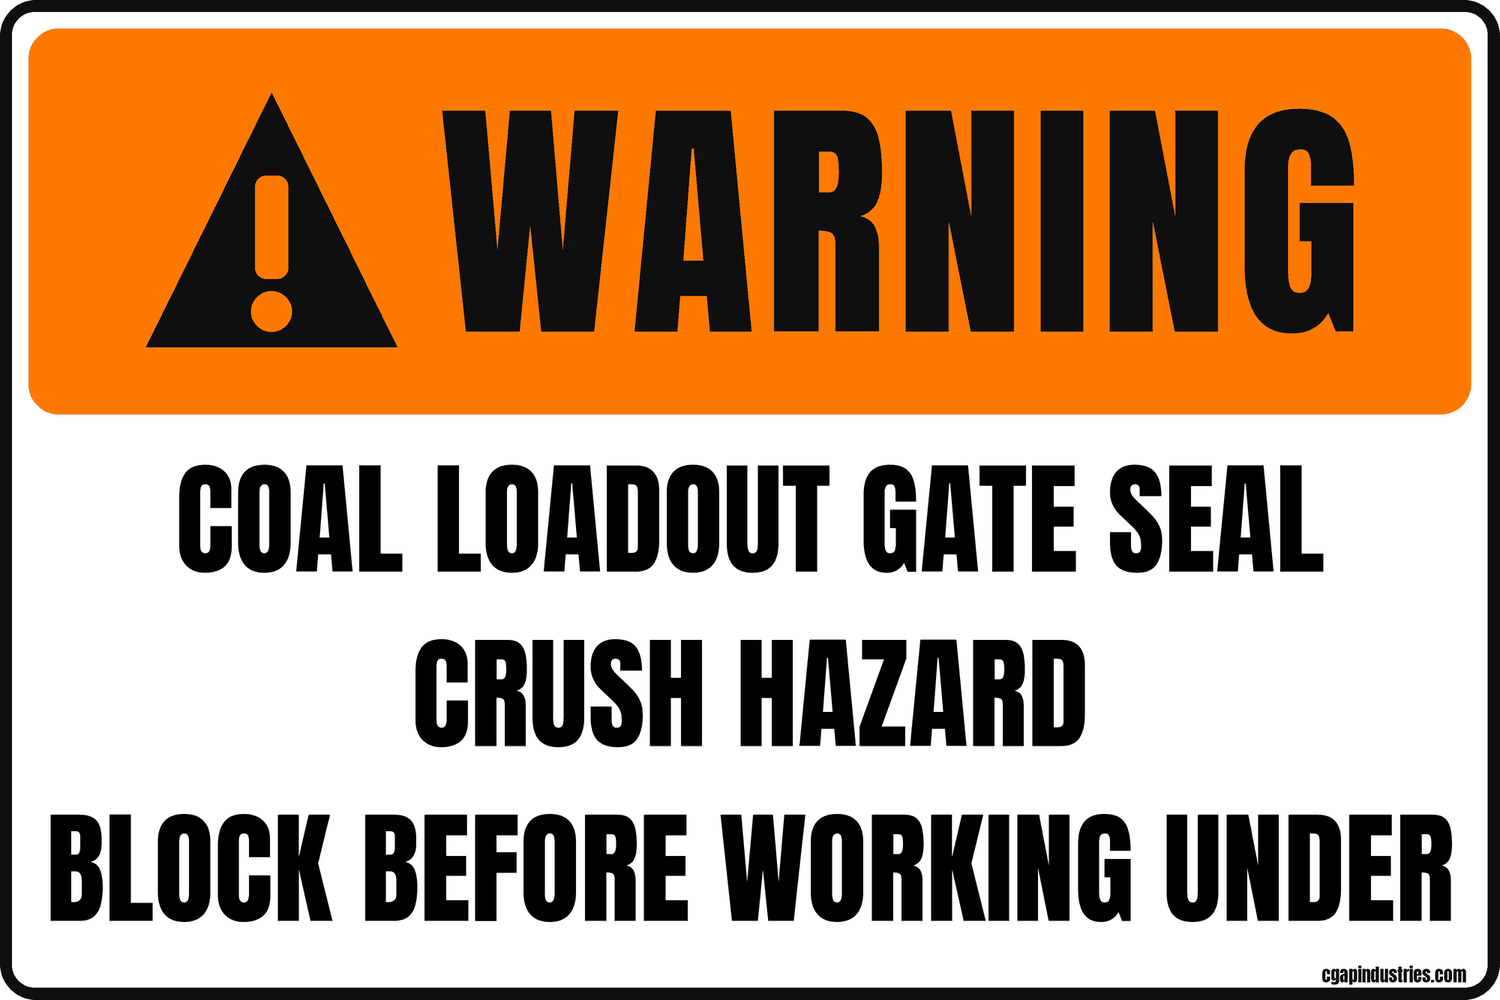 WARNING
COAL LOADOUT GATE SEAL
CRUSH HAZARD
BLOCK BEFORE WORKING UNDER
cgapindustries.com